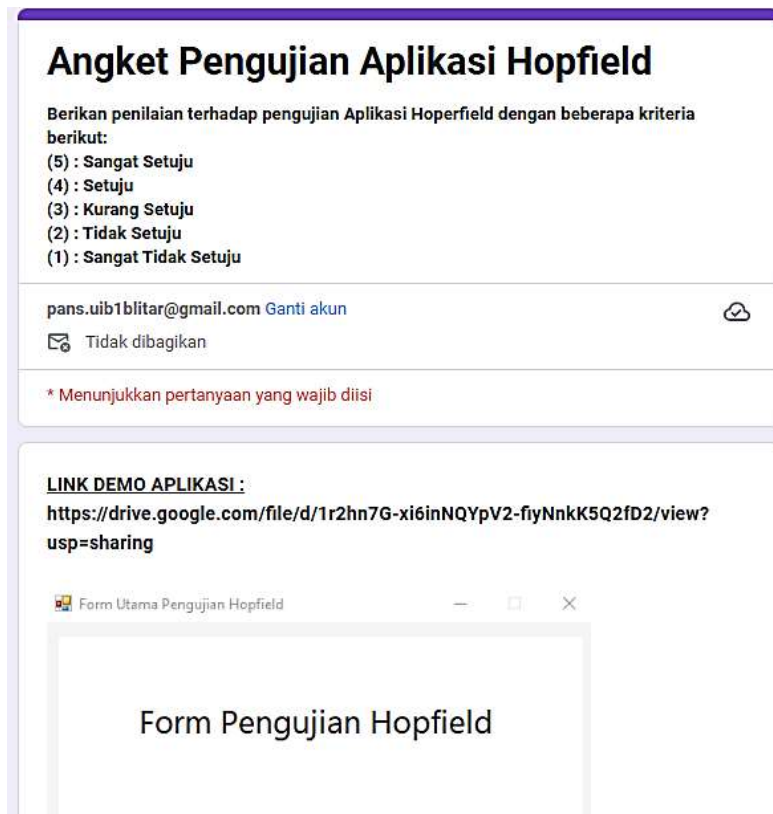 Angket Pengujian Aplikasi Hopfield
Berikan penilaian terhadap pengujian Aplikasi Hoperfield dengan beberapa kriteria
berikut:
(5) : Sangat Setuju
(4) : Setuju
(3) : Kurang Setuju
(2) : Tidak Setuju
(1) : Sangat Tidak Setuju
pans.uib1blitar@gmail.com Ganti akun
Tidak dibagikan
* Menunjukkan pertanyaan yang wajib diisi
LINK DEMO APLIKASI :
https://drive.google.com/file/d/1r2hn7G-xi6inNQYpV2-fiyNnkK5Q2fD2/view?
usp=sharing
Form Utama Pengujian Hopfield
Form Pengujian Hopfield